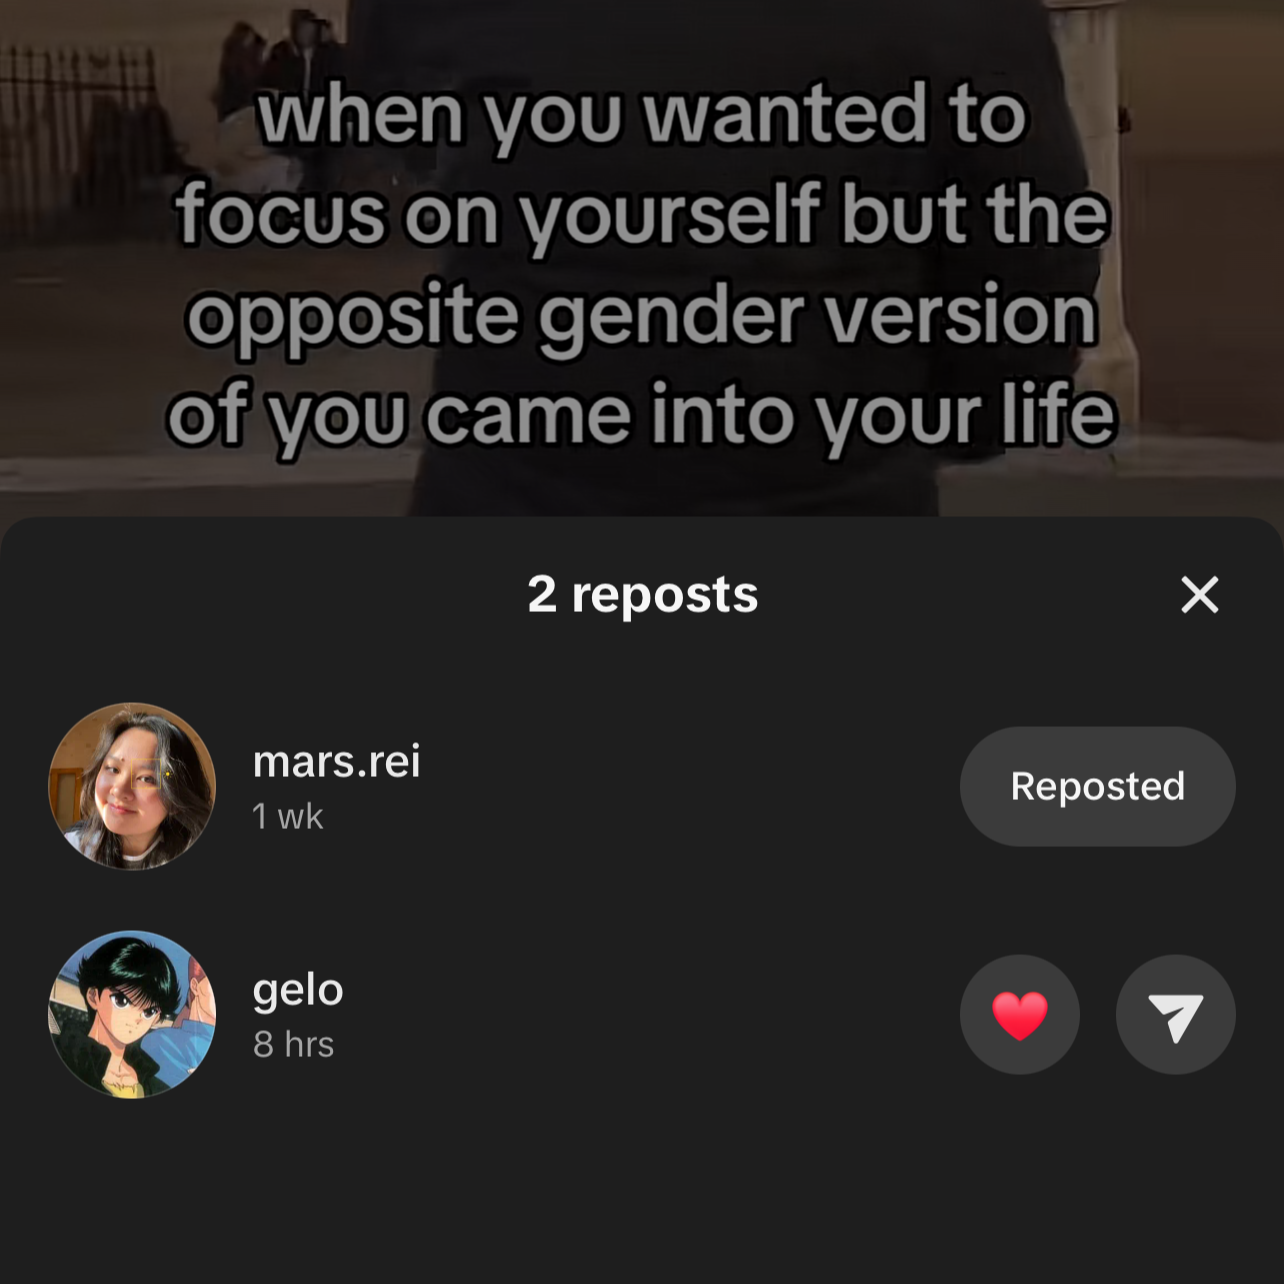 when you wanted to
focus on yourself but the
opposite gender version
of you came into your life
2 reposts
mars.rei
1 wk
Reposted
gelo
8 hrs